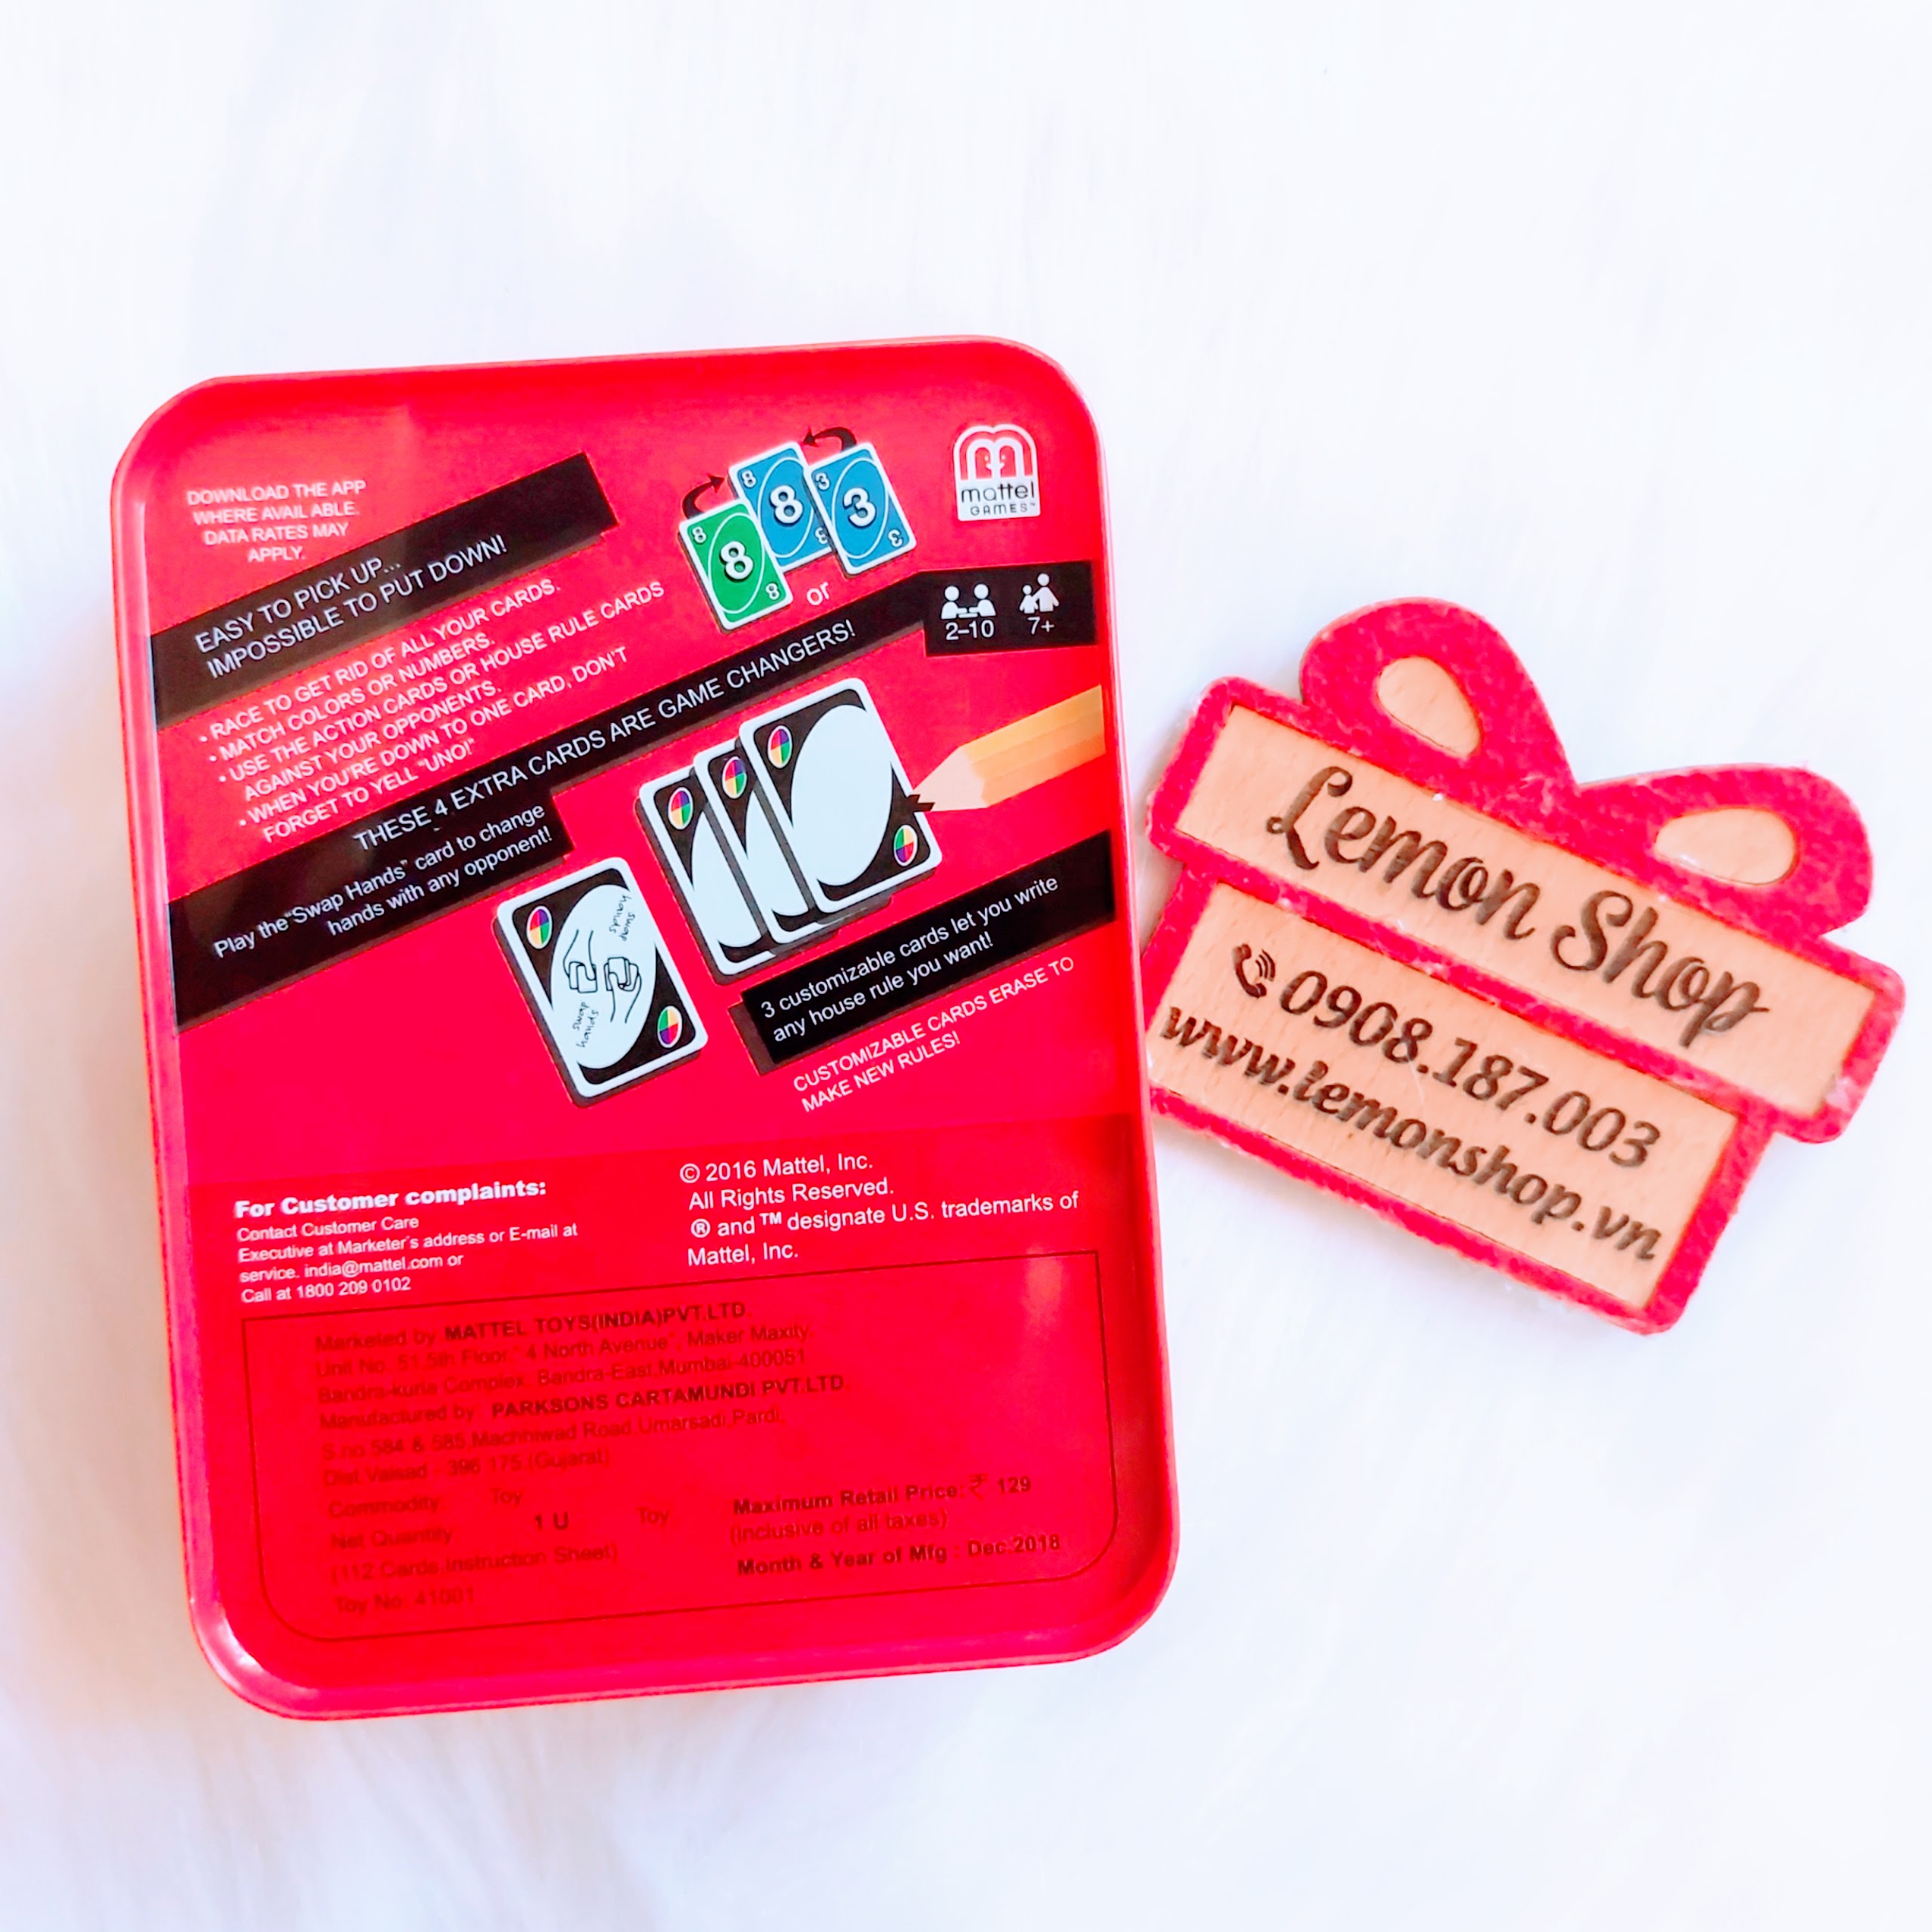 DOWNLOAD THE APP
WHERE AVAIL ABLE.
DATA RATES MAY
APPLY.
EASY TO PICK UP...
IMPOSSIBLE TO PUT DOWN!
• RACE TO GET RID OF ALL YOUR CARDS.
• MATCH COLORS OR NUMBERS.
• USE THE ACTION CARDS OR HOUSE RULE CARDS
AGAINST YOUR OPPONENTS.
• WHEN YOU'RE DOWN TO ONE CARD, DON'T
FORGET TO YELL "UNO!"
8
8
8
8
8
3
3
3
3
or
mattel
GAMES™
2-10
7+
THESE 4 EXTRA CARDS ARE GAME CHANGERS!
Play the"Swap Hands" card to change
hands with any opponent!
swap
hands
swap
hands
3 customizable cards let you write
any house rule you want!
CUSTOMIZABLE CARDS ERASE TO
MAKE NEW RULES!
For Customer complaints:
Contact Customer Care
Executive at Marketer's address or E-mail at
service. india@mattel.com or
Call at 1800 209 0102
© 2016 Mattel, Inc.
All Rights Reserved.
® and ™ designate U.S. trademarks of
Mattel, Inc.
Marketed by MATTEL TOYS(INDIA)PVT.LTD.
Unit No. 51,5th Floor," 4 North Avenue", Maker Maxity,
Bandra-kurla Complex, Bandra-East,Mumbai-400051
Manufactured by: PARKSONS CARTAMUNDI PVT.LTD.
S.no.584 & 585,Machhiwad Road,Umarsadi,Pardi,
Dist Valsad - 396 175.(Gujarat)
Commodity Toy
Net Quantity 1 U Toy
(112 Cards,Instruction Sheet)
Toy No. 41001
Maximum Retail Price: ₹ 129
(inclusive of all taxes)
Month & Year of Mfg : Dec.2018
Lemon Shop
0908.187.003
www.lemonshop.vn